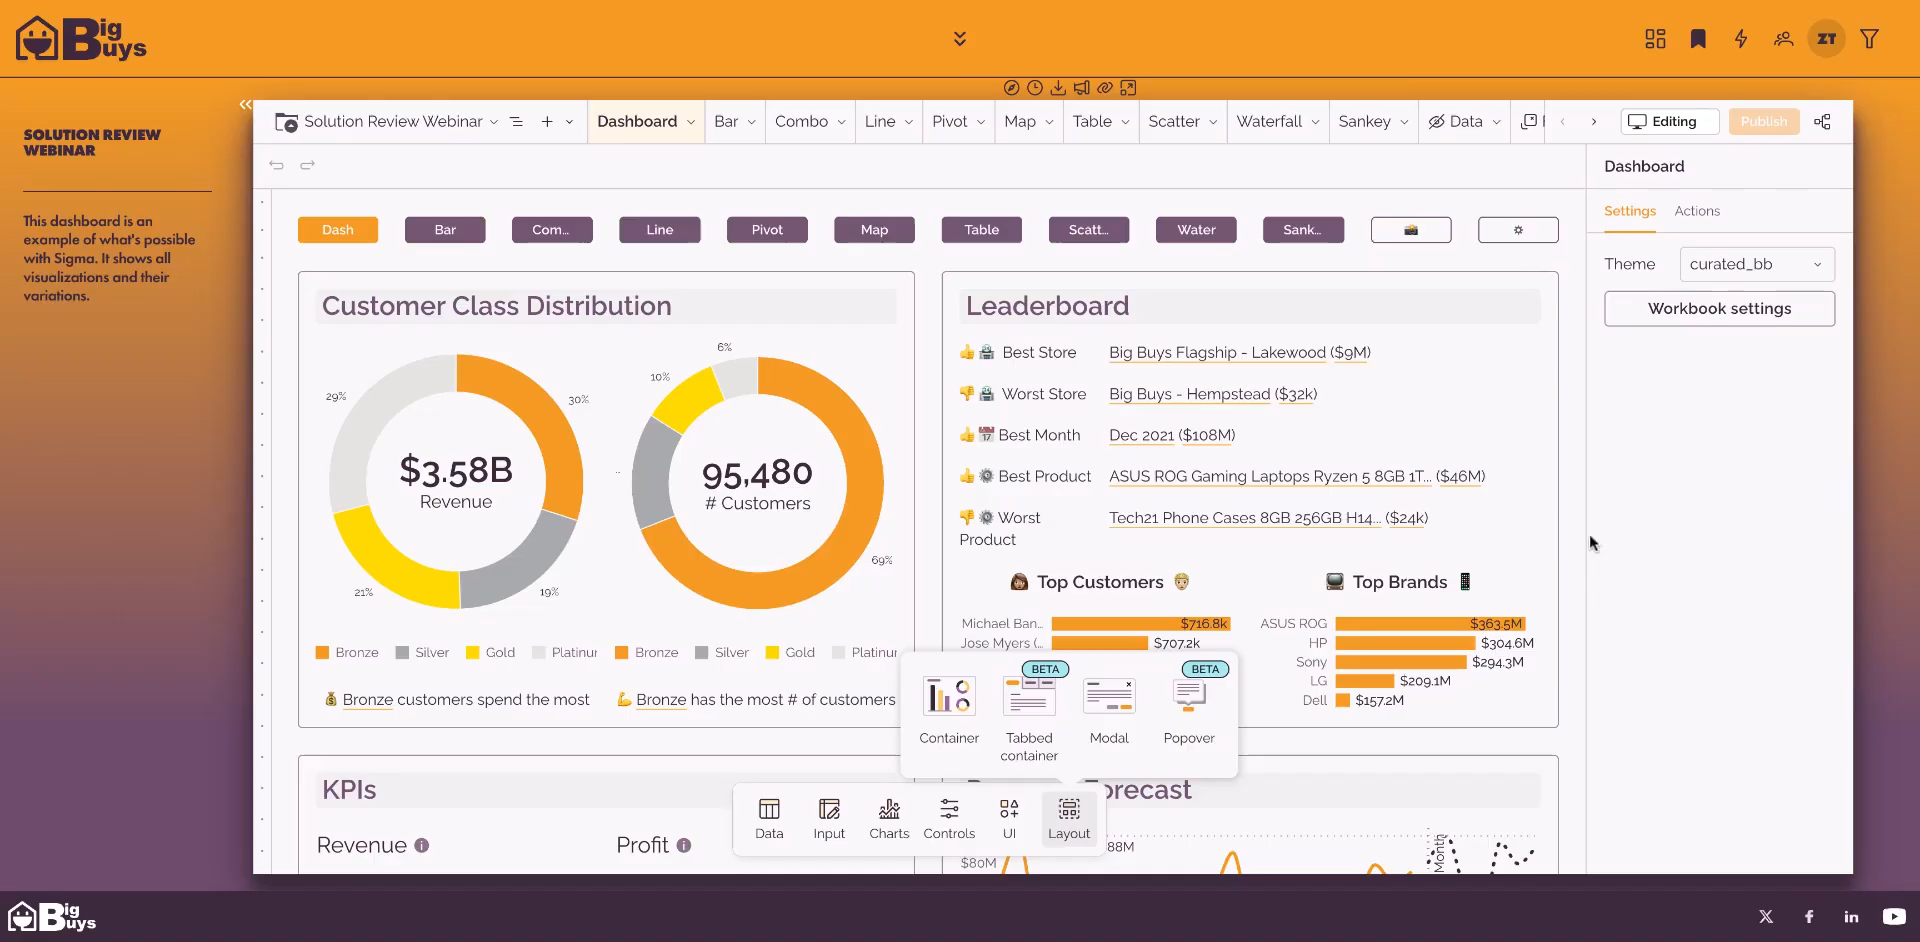 Big Buys
ZT
SOLUTION REVIEW
WEBINAR
This dashboard is an
example of what's possible
with Sigma. It shows all
visualizations and their
variations.
Solution Review Webinar
Dashboard
Bar
Combo
Line
Pivot
Map
Table
Scatter
Waterfall
Sankey
Data
Editing
Publish
Dashboard
Settings
Actions
Theme
curated_bb
Workbook settings
Dash
Bar
Com...
Line
Pivot
Map
Table
Scatt...
Water
Sank...
Customer Class Distribution
29%
30%
$3.58B
Revenue
21%
19%
6%
10%
95,480
# Customers
69%
Bronze
Silver
Gold
Platinur
Bronze
Silver
Gold
Platinur
Bronze customers spend the most
Bronze has the most # of customers
Leaderboard
Best Store Big Buys Flagship - Lakewood ($9M)
Worst Store Big Buys - Hempstead ($32k)
Best Month Dec 2021 ($108M)
Best Product ASUS ROG Gaming Laptops Ryzen 5 8GB 1T... ($46M)
Worst Product Tech21 Phone Cases 8GB 256GB H14... ($24k)
Top Customers
Michael Ban... $716.8k
Jose Myers (... $707.2k
Top Brands
ASUS ROG $363.5M
HP $304.6M
Sony $294.3M
LG $209.1M
Dell $157.2M
BETA
BETA
Container
Tabbed
container
Modal
Popover
Data
Input
Charts
Controls
UI
Layout
KPIs
Revenue
Profit
orecast
88M
$80M
Month
Big Buys